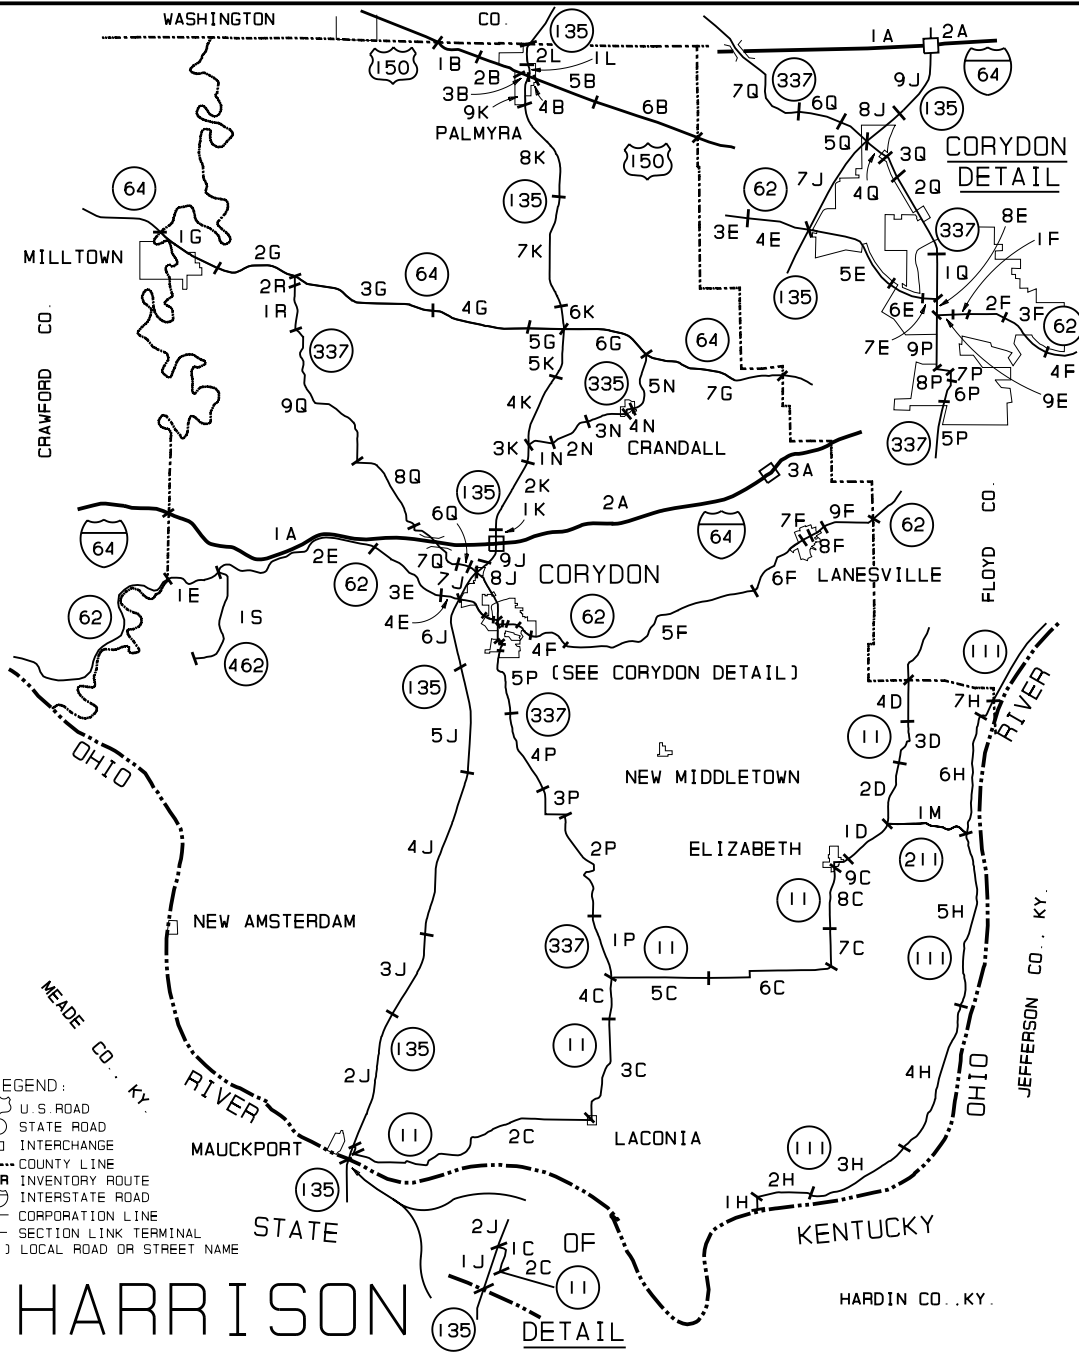 WASHINGTON CO.
135
1A 12A
150
1B
2B
2L
1L
5B
3B
4B
9K
PALMYRA
6B
150
8K
135
7K
337
7Q
6Q
8J
9J
64
135
5Q
3Q
4Q
2Q
7J
CORYDON
DETAIL
62
3E
4E
337
8E
1F
5E
1Q
135
6E
2F
3F
62
7E
9P
4F
8P
7P
6P
9E
337
5P
64
1G
MILLTOWN
2G
2R
3G
64
1R
4G
6K
5G
6G
64
337
5K
335
5N
7G
CRAWFORD CO.
9Q
4K
3N
4N
CRANDALL
3K
2N
1N
8Q
135
2K
3A
6Q
1K
2A
1A
64
64
7F
9F
62
8F
FLOYD CO.
2E
7Q
9J
7J
8J
CORYDON
6F
LANESVILLE
62
1E
62
3E
4E
62
1S
6J
4F
5F
462
135
5P
(SEE CORYDON DETAIL)
111
RIVER
7H
4D
337
11
3D
OHIO
5J
4P
NEW MIDDLETOWN
6H
2D
3P
1M
1D
4J
2P
ELIZABETH
211
9C
11
8C
NEW AMSTERDAM
5H
337
1P
11
7C
111
3J
4C
5C
6C
JEFFERSON CO., KY.
MEADE CO., KY.
135
11
2J
3C
4H
OHIO
RIVER
EGEND:
U.S. ROAD
STATE ROAD
INTERCHANGE
COUNTY LINE
R INVENTORY ROUTE
INTERSTATE ROAD
CORPORATION LINE
SECTION LINK TERMINAL
) LOCAL ROAD OR STREET NAME
MAUCKPORT
11
2C
LACONIA
111
3H
2H
1H
135
STATE OF KENTUCKY
2J
1C
1J
2C
11
135
DETAIL
HARDIN CO., KY.
HARRISON